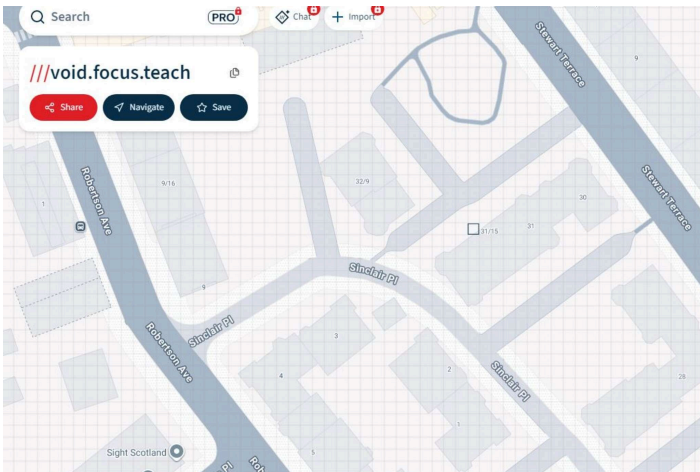 Search
PRO
Chat
Import
///void.focus.teach
Share
Navigate
Save
Stewart Terrace
9
Robertson Ave
9/16
32/9
1
30
Stewart Terrace
31/15
31
Sinclair Pl
9
Sinclair Pl
Robertson Ave
3
4
2
Sinclair Pl
28
1
Sight Scotland
5